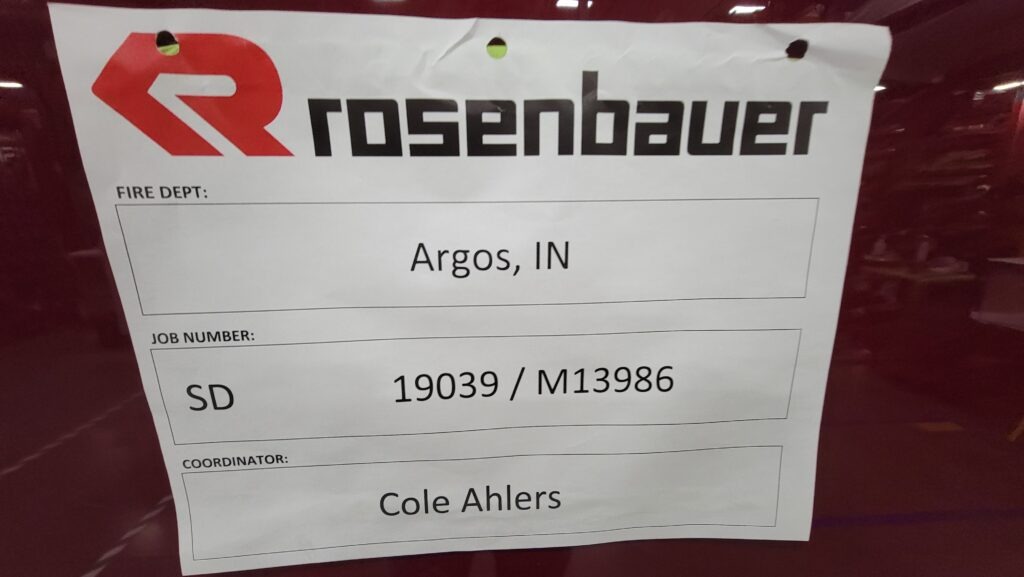 rosenbauer
FIRE DEPT:
Argos, IN
JOB NUMBER:
SD 19039 / M13986
COORDINATOR:
Cole Ahlers